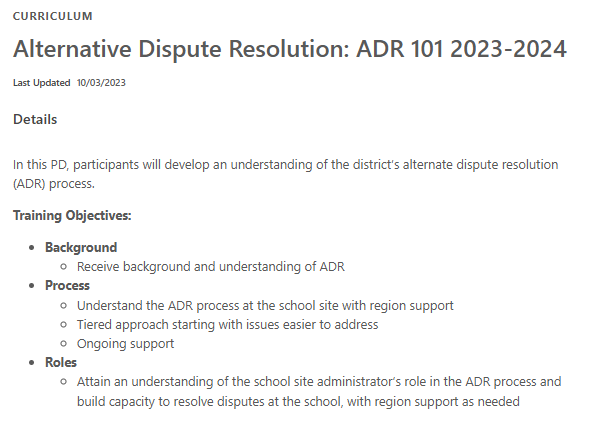 CURRICULUM
Alternative Dispute Resolution: ADR 101 2023-2024
Last Updated 10/03/2023
Details
In this PD, participants will develop an understanding of the district's alternate dispute resolution
(ADR) process.
Training Objectives:
• Background
○ Receive background and understanding of ADR
• Process
○ Understand the ADR process at the school site with region support
○ Tiered approach starting with issues easier to address
○ Ongoing support
• Roles
○ Attain an understanding of the school site administrator's role in the ADR process and
build capacity to resolve disputes at the school, with region support as needed